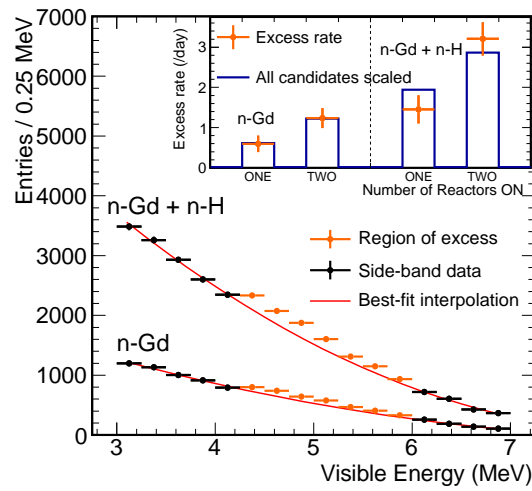 Entries / 0.25 MeV
7000
6000
5000
4000
3000
2000
1000
0
3
4
5
6
7
Visible Energy (MeV)
n-Gd + n-H
n-Gd
Region of excess
Side-band data
Best-fit interpolation
Excess rate (/day)
3
2
1
0
Excess rate
All candidates scaled
n-Gd
n-Gd + n-H
ONE
TWO
ONE
TWO
Number of Reactors ON